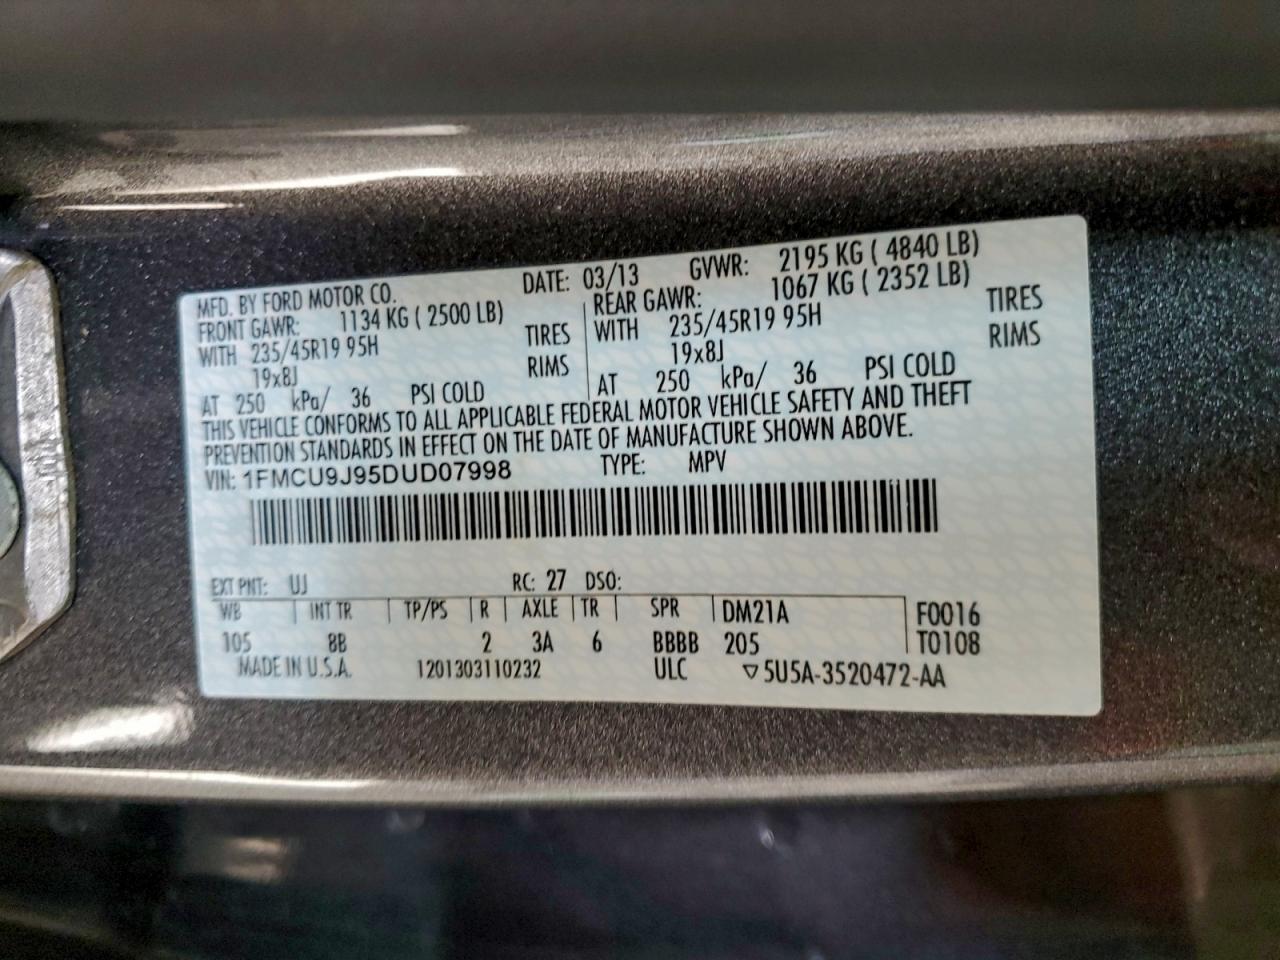 MFD. BY FORD MOTOR CO. DATE: 03/13 GVWR: 2195 KG ( 4840 LB)
FRONT GAWR: 1134 KG ( 2500 LB)
WITH 235/45R19 95H TIRES
19x8J RIMS
AT 250 kPa/ 36 PSI COLD
REAR GAWR: 1067 KG ( 2352 LB)
WITH 235/45R19 95H TIRES
19x8J RIMS
AT 250 kPa/ 36 PSI COLD
THIS VEHICLE CONFORMS TO ALL APPLICABLE FEDERAL MOTOR VEHICLE SAFETY AND THEFT
PREVENTION STANDARDS IN EFFECT ON THE DATE OF MANUFACTURE SHOWN ABOVE.
VIN: 1FMCU9J95DUD07998 TYPE: MPV
EXT PNT: UJ RC: 27 DSO:
WB INT TR TP/PS R AXLE TR SPR DM21A F0016
105 8B 2 3A 6 BBBB 205 T0108
MADE IN U.S.A. 1201303110232 ULC ▽5U5A-3520472-AA